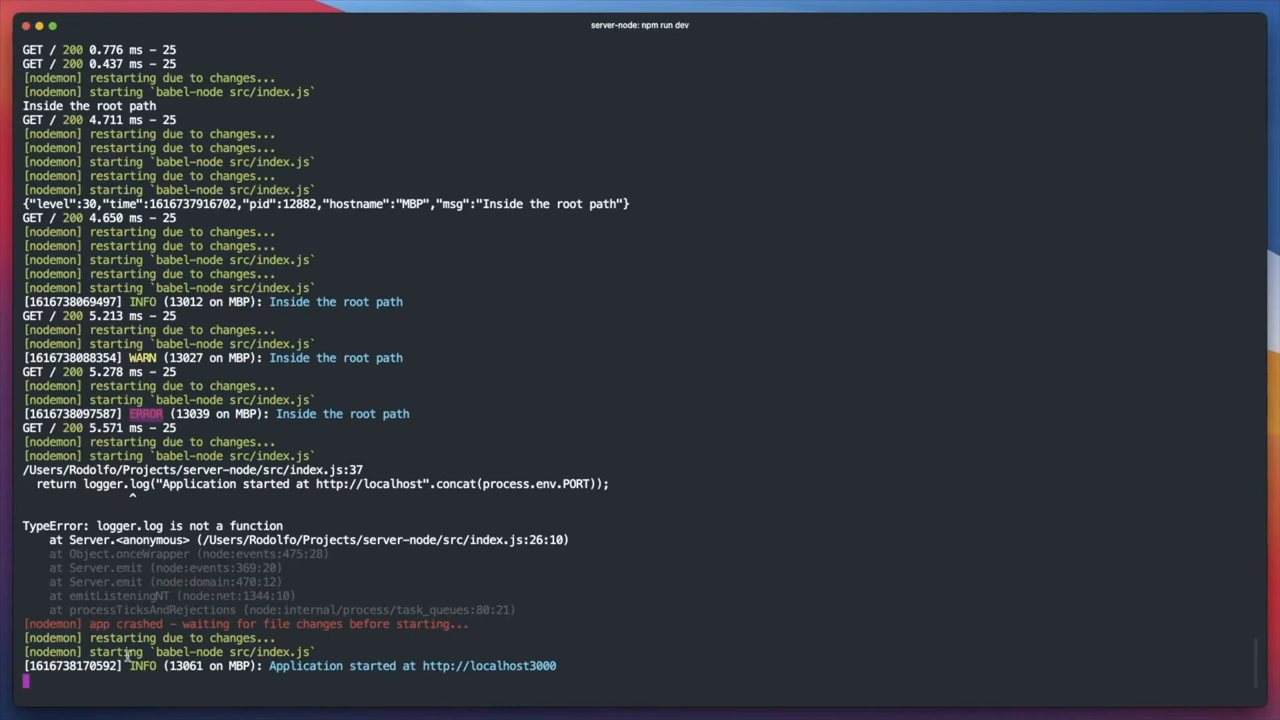 server-node: npm run dev
GET / 200 0.776 ms - 25
GET / 200 0.437 ms - 25
[nodemon] restarting due to changes...
[nodemon] starting `babel-node src/index.js`
Inside the root path
GET / 200 4.711 ms - 25
[nodemon] restarting due to changes...
[nodemon] restarting due to changes...
[nodemon] starting `babel-node src/index.js`
[nodemon] restarting due to changes...
[nodemon] starting `babel-node src/index.js`
{"level":30,"time":1616737916702,"pid":12882,"hostname":"MBP","msg":"Inside the root path"}
GET / 200 4.650 ms - 25
[nodemon] restarting due to changes...
[nodemon] restarting due to changes...
[nodemon] starting `babel-node src/index.js`
[nodemon] restarting due to changes...
[nodemon] starting `babel-node src/index.js`
[1616738069497] INFO (13012 on MBP): Inside the root path
GET / 200 5.213 ms - 25
[nodemon] restarting due to changes...
[nodemon] starting `babel-node src/index.js`
[1616738088354] WARN (13027 on MBP): Inside the root path
GET / 200 5.278 ms - 25
[nodemon] restarting due to changes...
[nodemon] starting `babel-node src/index.js`
[1616738097587] ERROR (13039 on MBP): Inside the root path
GET / 200 5.571 ms - 25
[nodemon] restarting due to changes...
[nodemon] starting `babel-node src/index.js`
/Users/Rodolfo/Projects/server-node/src/index.js:37
return logger.log("Application started at http://localhost".concat(process.env.PORT));
^
TypeError: logger.log is not a function
at Server.<anonymous> (/Users/Rodolfo/Projects/server-node/src/index.js:26:10)
at Object.onceWrapper (node:events:475:28)
at Server.emit (node:events:369:20)
at Server.emit (node:domain:470:12)
at emitListeningNT (node:net:1344:10)
at processTicksAndRejections (node:internal/process/task_queues:80:21)
[nodemon] app crashed - waiting for file changes before starting...
[nodemon] restarting due to changes...
[nodemon] starting `babel-node src/index.js`
[1616738170592] INFO (13061 on MBP): Application started at http://localhost3000